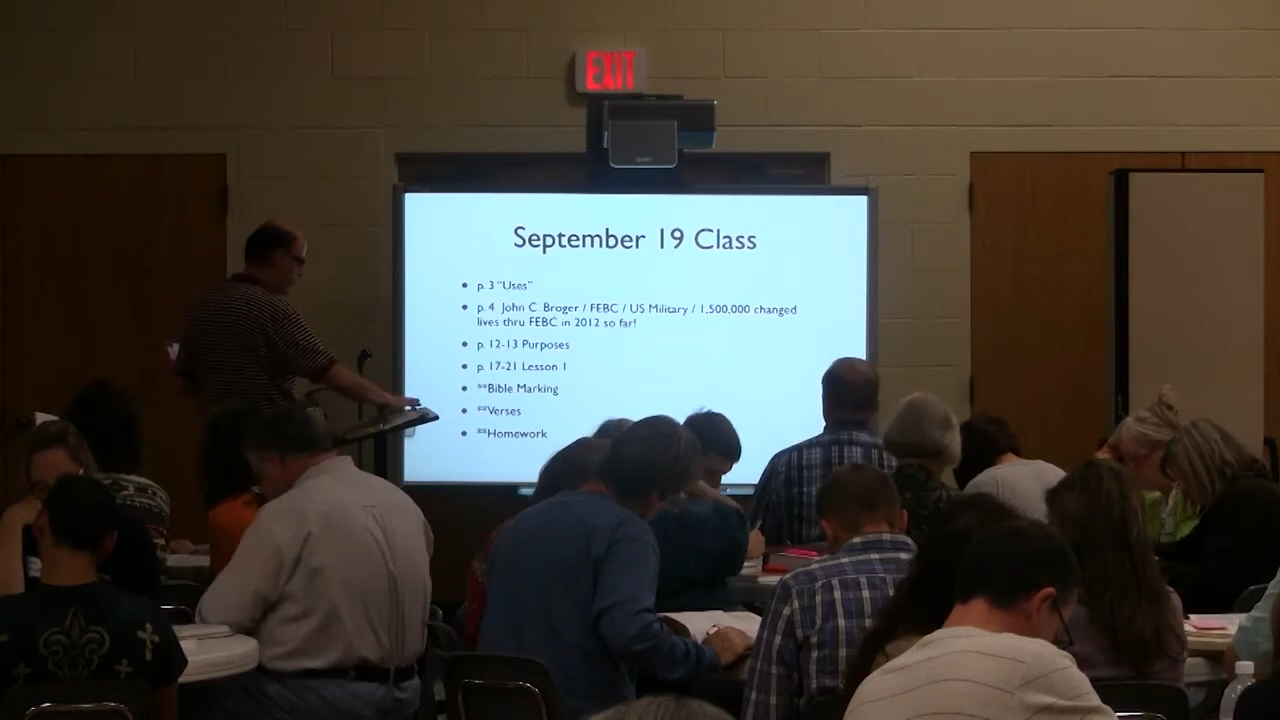 EXIT
September 19 Class
• p. 3 "Uses"
• p. 4 John C. Broger / FEBC / US Military / 1,500,000 changed
lives thru FEBC in 2012 so far!
• p. 12-13 Purposes
• p. 17-21 Lesson 1
• **Bible Marking
• **Verses
• **Homework